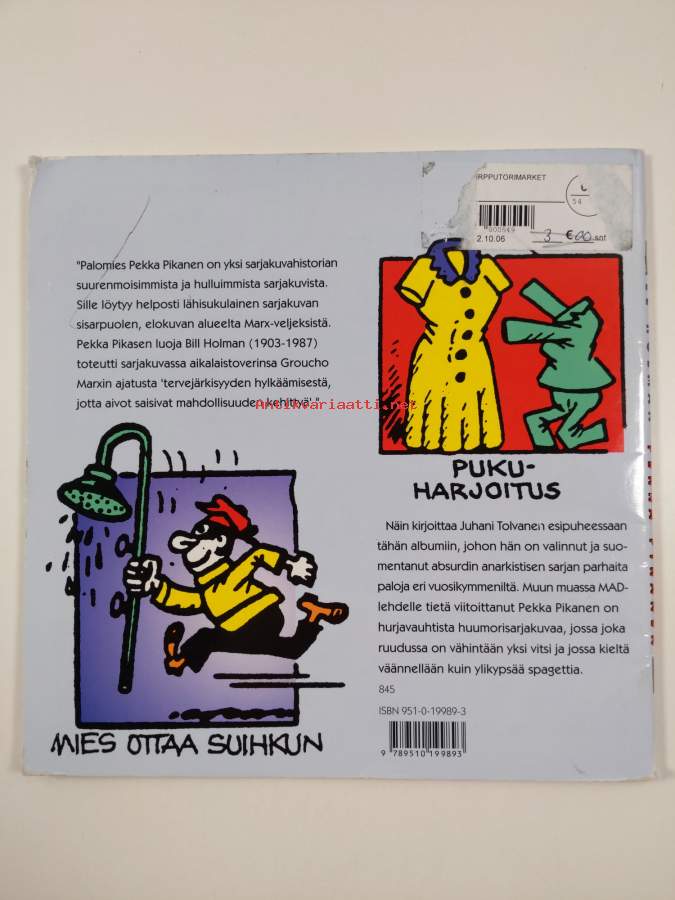 IRPPUTORIMARKET
L
54
000549
2.10.06
3 €00 snt
"Palomies Pekka Pikanen on yksi sarjakuvahistorian
suurenmoisimmista ja hulluimmista sarjakuvista.
Sille löytyy helposti lähisukulainen sarjakuvan
sisarpuolen, elokuvan alueelta Marx-veljeksistä.
Pekka Pikasen luoja Bill Holman (1903-1987)
toteutti sarjakuvassa aikalaistoverinsa Groucho
Marxin ajatusta 'tervejärkisyyden hylkäämisestä,
jotta aivot saisivat mahdollisuuden kehittyä'."
Antikvariaatti.net
PUKU-
HARJOITUS
Näin kirjoittaa Juhani Tolvanen esipuheessaan
tähän albumiin, johon hän on valinnut ja suo-
mentanut absurdin anarkistisen sarjan parhaita
paloja eri vuosikymmeniltä. Muun muassa MAD-
lehdelle tietä viitoittanut Pekka Pikanen on
hurjavauhtista huumorisarjakuvaa, jossa joka
ruudussa on vähintään yksi vitsi ja jossa kieltä
väännellään kuin ylikypsää spagettia.
845
ISBN 951-0-19989-3
9 789510 199893
MIES OTTAA SUIHKUN